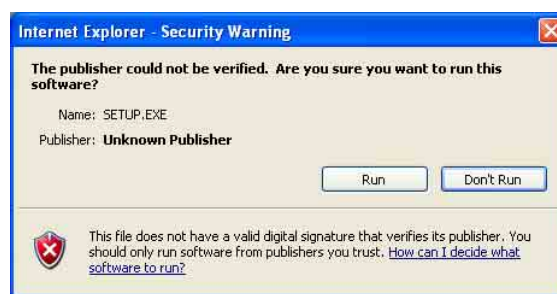 Internet Explorer - Security Warning
The publisher could not be verified. Are you sure you want to run this
software?
Name: SETUP.EXE
Publisher: Unknown Publisher
Run Don't Run
This file does not have a valid digital signature that verifies its publisher. You
should only run software from publishers you trust. How can I decide what
software to run?